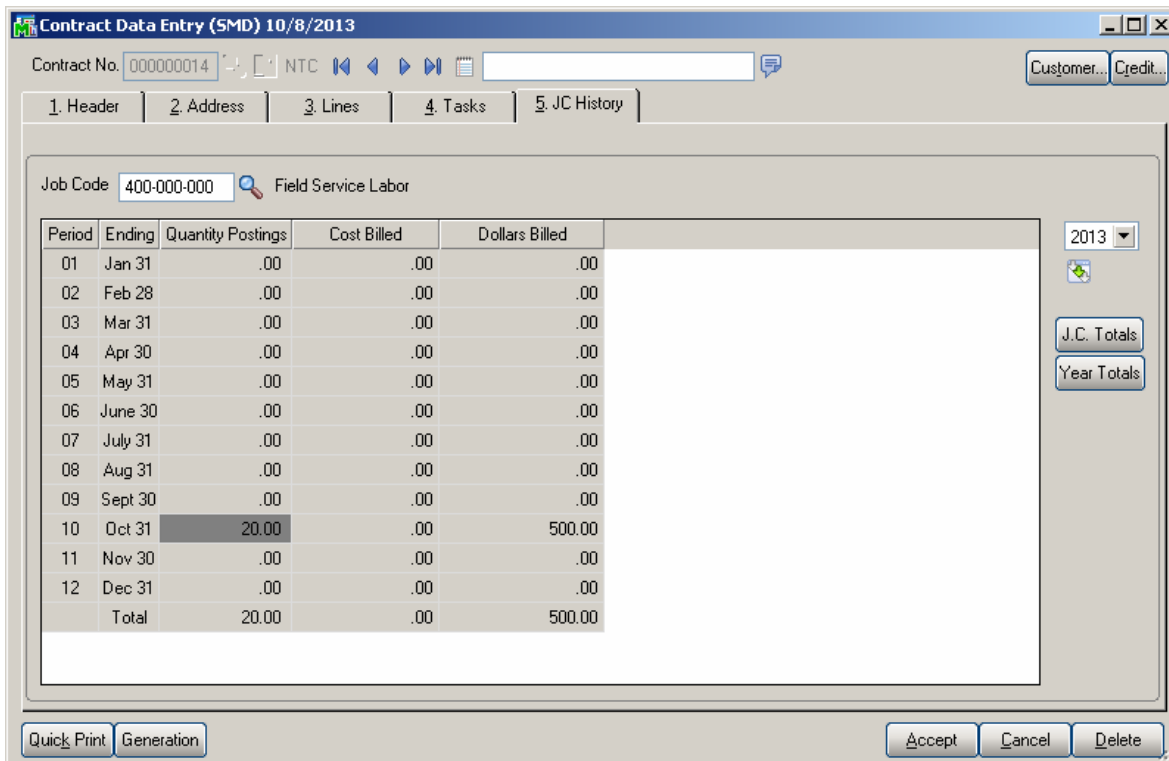 Contract Data Entry (SMD) 10/8/2013
Contract No. 000000014 NTC Customer... Credit...
1. Header 2. Address 3. Lines 4. Tasks 5. JC History
Job Code 400-000-000 Field Service Labor
Period Ending Quantity Postings Cost Billed Dollars Billed 2013
01 Jan 31 .00 .00 .00
02 Feb 28 .00 .00 .00
03 Mar 31 .00 .00 .00
04 Apr 30 .00 .00 .00 J.C. Totals
05 May 31 .00 .00 .00 Year Totals
06 June 30 .00 .00 .00
07 July 31 .00 .00 .00
08 Aug 31 .00 .00 .00
09 Sept 30 .00 .00 .00
10 Oct 31 20.00 .00 500.00
11 Nov 30 .00 .00 .00
12 Dec 31 .00 .00 .00
Total 20.00 .00 500.00
Quick Print Generation Accept Cancel Delete